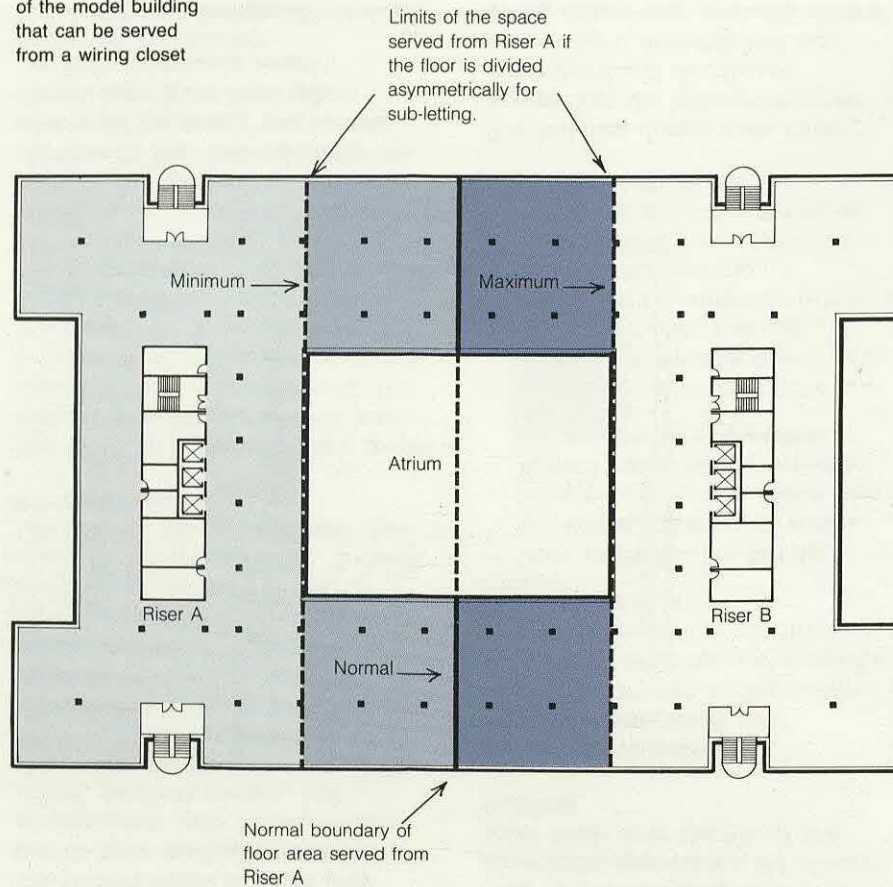 of the model building
that can be served
from a wiring closet
Limits of the space
served from Riser A if
the floor is divided
asymmetrically for
sub-letting.
Minimum
Maximum
Atrium
Riser A
Riser B
Normal
Normal boundary of
floor area served from
Riser A